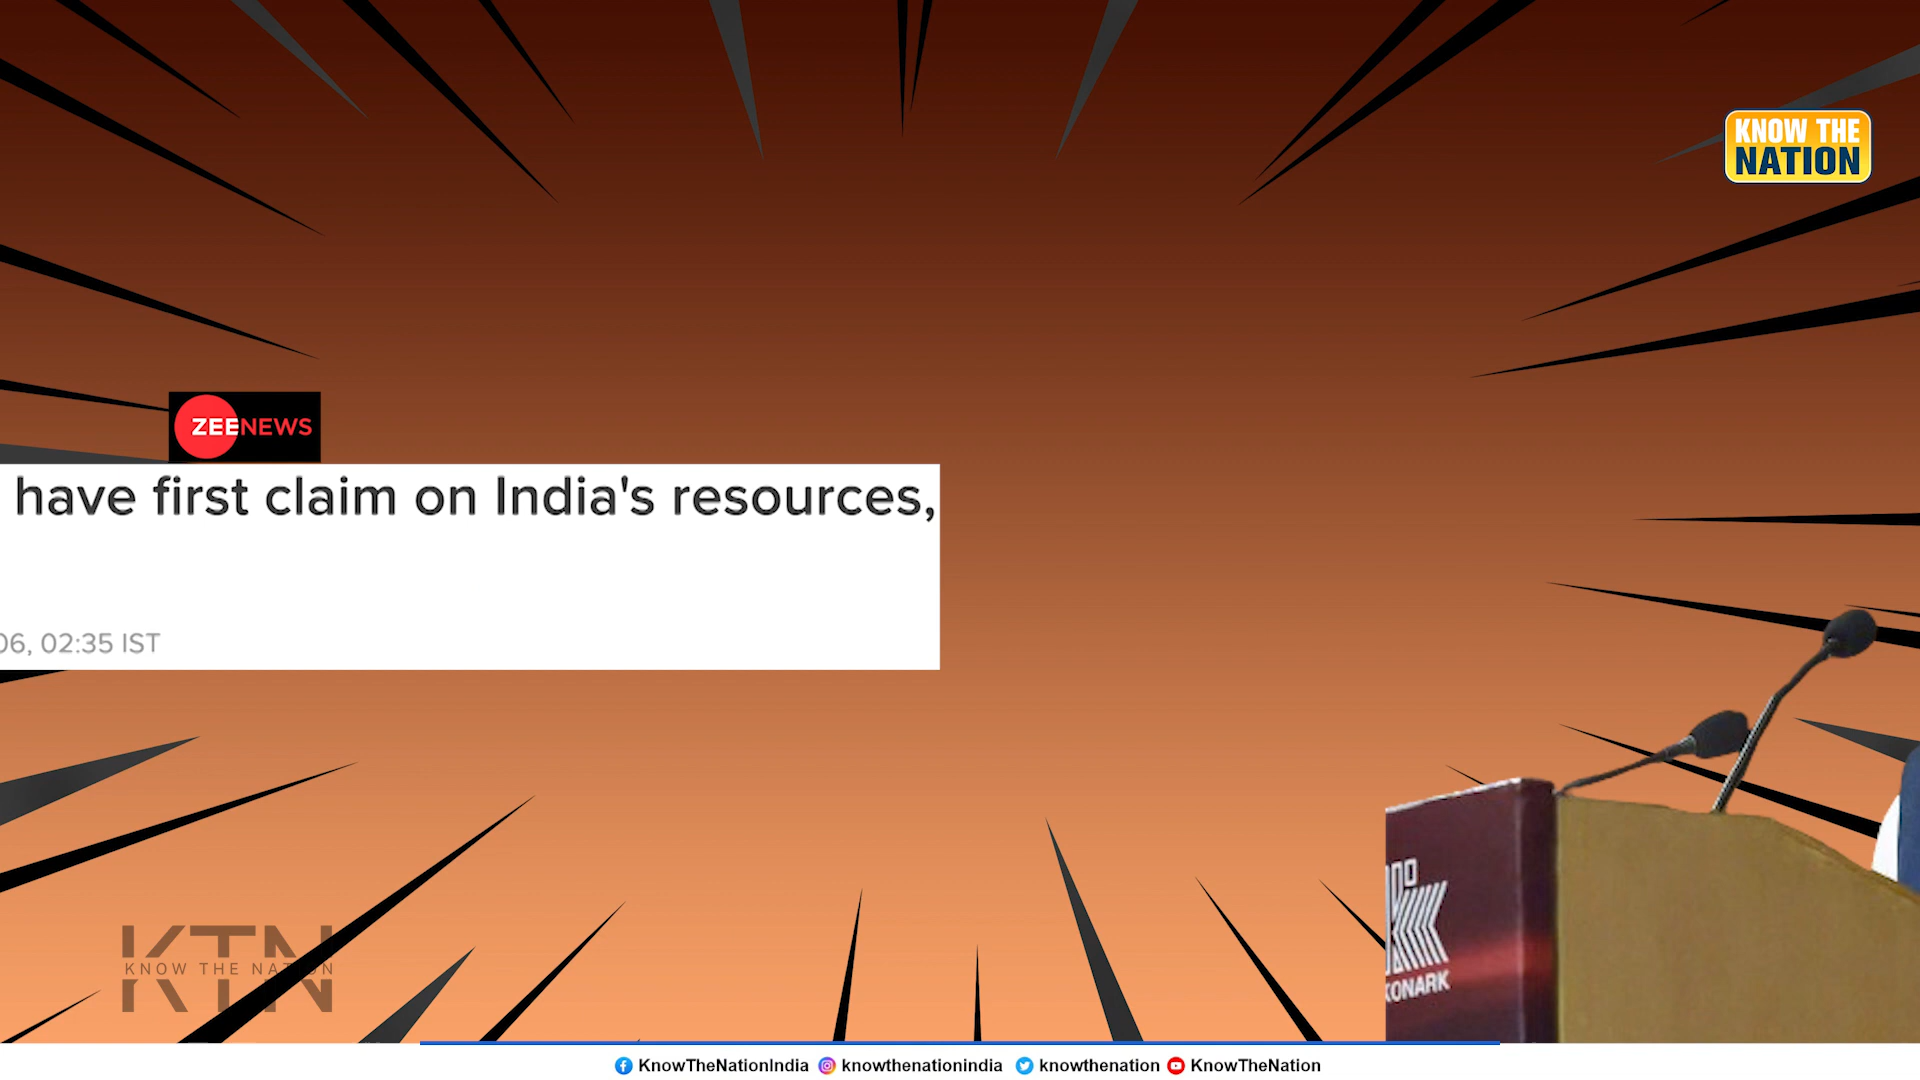 KNOW THE
NATION
ZEENEWS
have first claim on India's resources,
06, 02:35 IST
KTN
KNOW THE NATION
KONARK
KnowTheNationIndia knowthenationindia knowthenation KnowTheNation